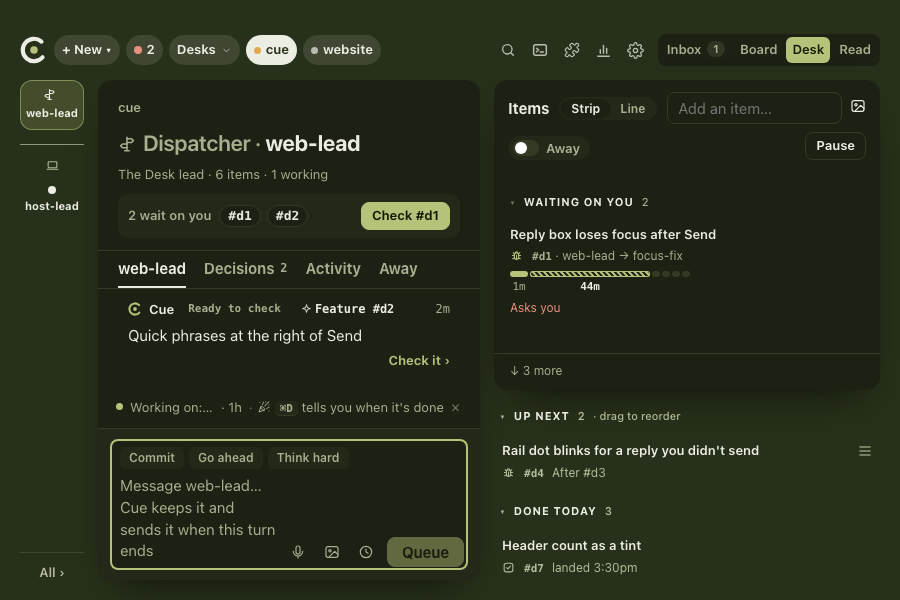 + New
2
Desks
cue
website
Inbox 1
Board
Desk
Read
web-lead
host-lead
All ›
cue
Dispatcher · web-lead
The Desk lead · 6 items · 1 working
2 wait on you #d1 #d2 Check #d1
web-lead Decisions 2 Activity Away
Cue Ready to check Feature #d2 2m
Quick phrases at the right of Send
Check it ›
Working on:... · 1h · ⌘D tells you when it's done ×
Commit Go ahead Think hard
Message web-lead...
Cue keeps it and
sends it when this turn
ends
Queue
Items Strip Line Add an item...
Away Pause
WAITING ON YOU 2
Reply box loses focus after Send
#d1 · web-lead → focus-fix
1m 44m
Asks you
↓ 3 more
UP NEXT 2 · drag to reorder
Rail dot blinks for a reply you didn't send
#d4 After #d3
DONE TODAY 3
Header count as a tint
#d7 landed 3:30pm